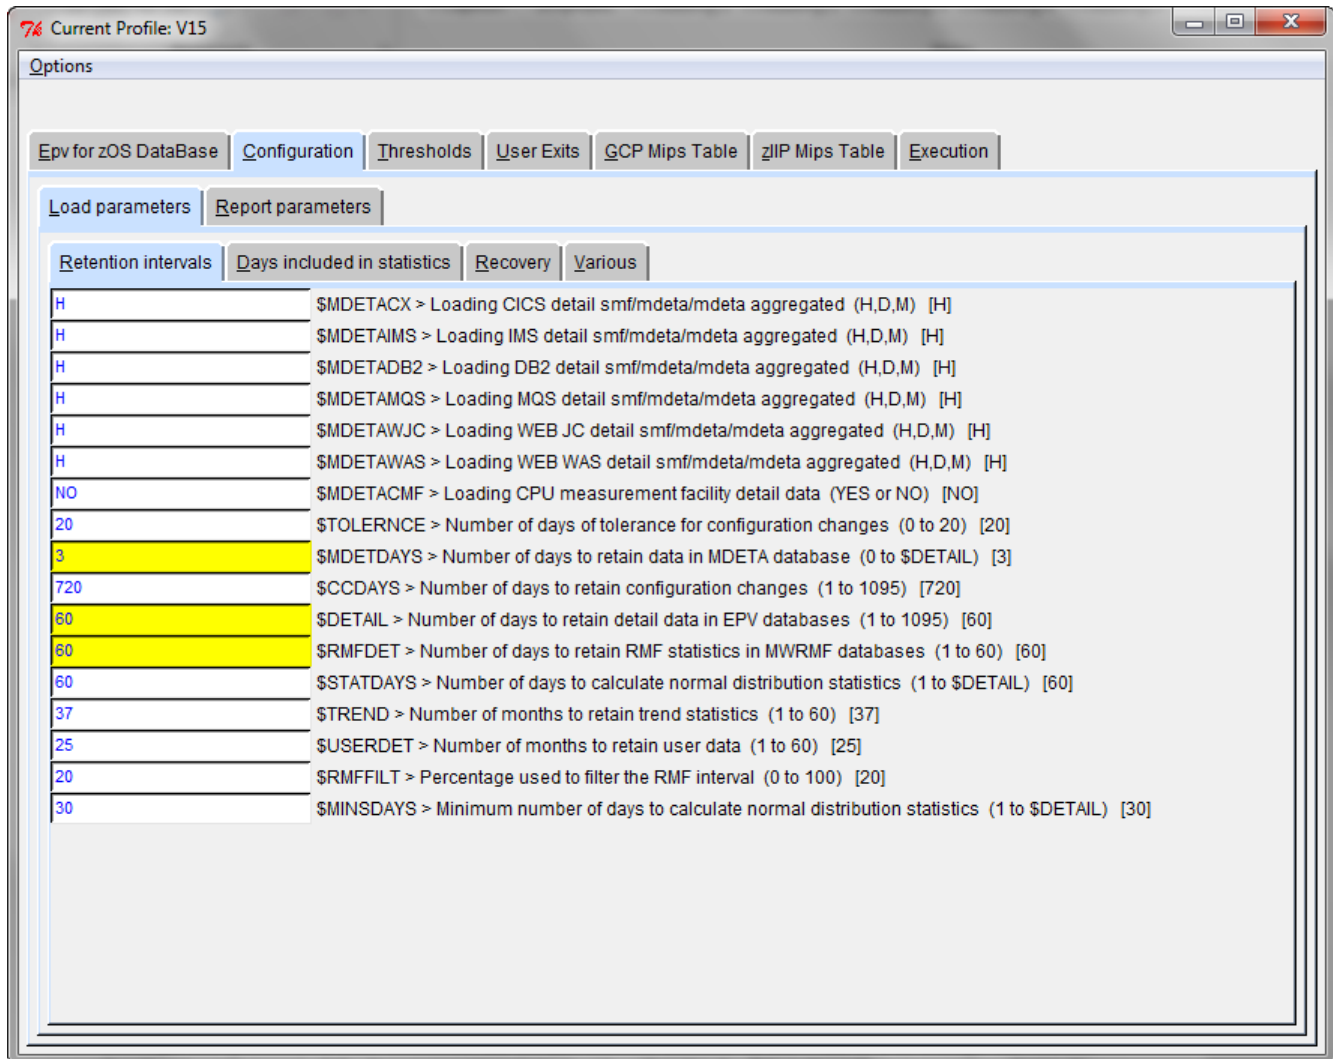 Current Profile: V15
Options
Epv for zOS DataBase Configuration Thresholds User Exits GCP Mips Table zIIP Mips Table Execution
Load parameters Report parameters
Retention intervals Days included in statistics Recovery Various
H $MDETACX > Loading CICS detail smf/mdeta/mdeta aggregated (H,D,M) [H]
H $MDETAIMS > Loading IMS detail smf/mdeta/mdeta aggregated (H,D,M) [H]
H $MDETADB2 > Loading DB2 detail smf/mdeta/mdeta aggregated (H,D,M) [H]
H $MDETAMQS > Loading MQS detail smf/mdeta/mdeta aggregated (H,D,M) [H]
H $MDETAWJC > Loading WEB JC detail smf/mdeta/mdeta aggregated (H,D,M) [H]
H $MDETAWAS > Loading WEB WAS detail smf/mdeta/mdeta aggregated (H,D,M) [H]
NO $MDETACMF > Loading CPU measurement facility detail data (YES or NO) [NO]
20 $TOLERNCE > Number of days of tolerance for configuration changes (0 to 20) [20]
3 $MDETDAYS > Number of days to retain data in MDETA database (0 to $DETAIL) [3]
720 $CCDAYS > Number of days to retain configuration changes (1 to 1095) [720]
60 $DETAIL > Number of days to retain detail data in EPV databases (1 to 1095) [60]
60 $RMFDET > Number of days to retain RMF statistics in MWRMF databases (1 to 60) [60]
60 $STATDAYS > Number of days to calculate normal distribution statistics (1 to $DETAIL) [60]
37 $TREND > Number of months to retain trend statistics (1 to 60) [37]
25 $USERDET > Number of months to retain user data (1 to 60) [25]
20 $RMFFILT > Percentage used to filter the RMF interval (0 to 100) [20]
30 $MINSDAYS > Minimum number of days to calculate normal distribution statistics (1 to $DETAIL) [30]